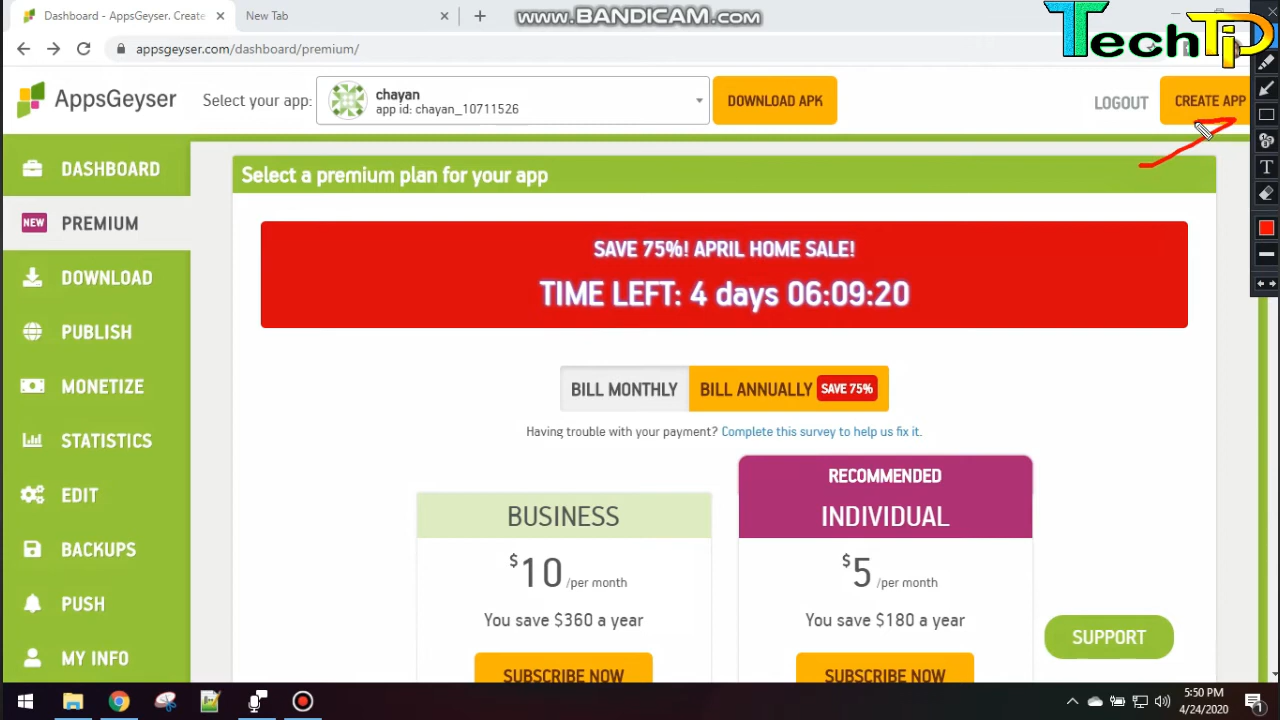 Dashboard - AppsGeyser. Create
New Tab
www.BANDICAM.com
TechTip
appsgeyser.com/dashboard/premium/
AppsGeyser
Select your app:
chayan
app id: chayan_10711526
DOWNLOAD APK
LOGOUT
CREATE APP
DASHBOARD
NEW PREMIUM
DOWNLOAD
PUBLISH
MONETIZE
STATISTICS
EDIT
BACKUPS
PUSH
MY INFO
Select a premium plan for your app
SAVE 75%! APRIL HOME SALE!
TIME LEFT: 4 days 06:09:20
BILL MONTHLY
BILL ANNUALLY SAVE 75%
Having trouble with your payment? Complete this survey to help us fix it.
BUSINESS
$10 /per month
You save $360 a year
SUBSCRIBE NOW
RECOMMENDED
INDIVIDUAL
$5 /per month
You save $180 a year
SUBSCRIBE NOW
SUPPORT
T
5:50 PM
4/24/2020
1